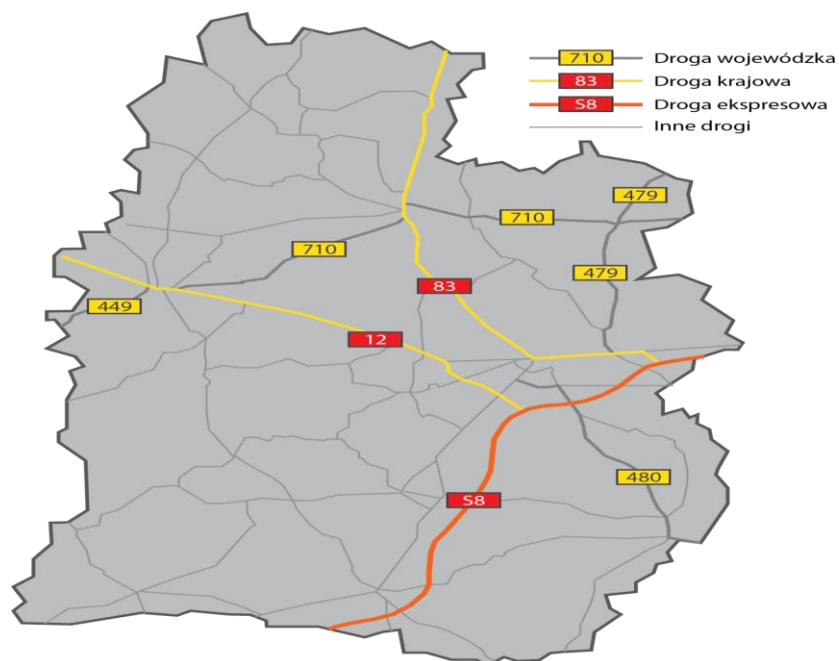 710 Droga wojewódzka
83 Droga krajowa
S8 Droga ekspresowa
Inne drogi
479
710
710
479
83
449
12
480
S8